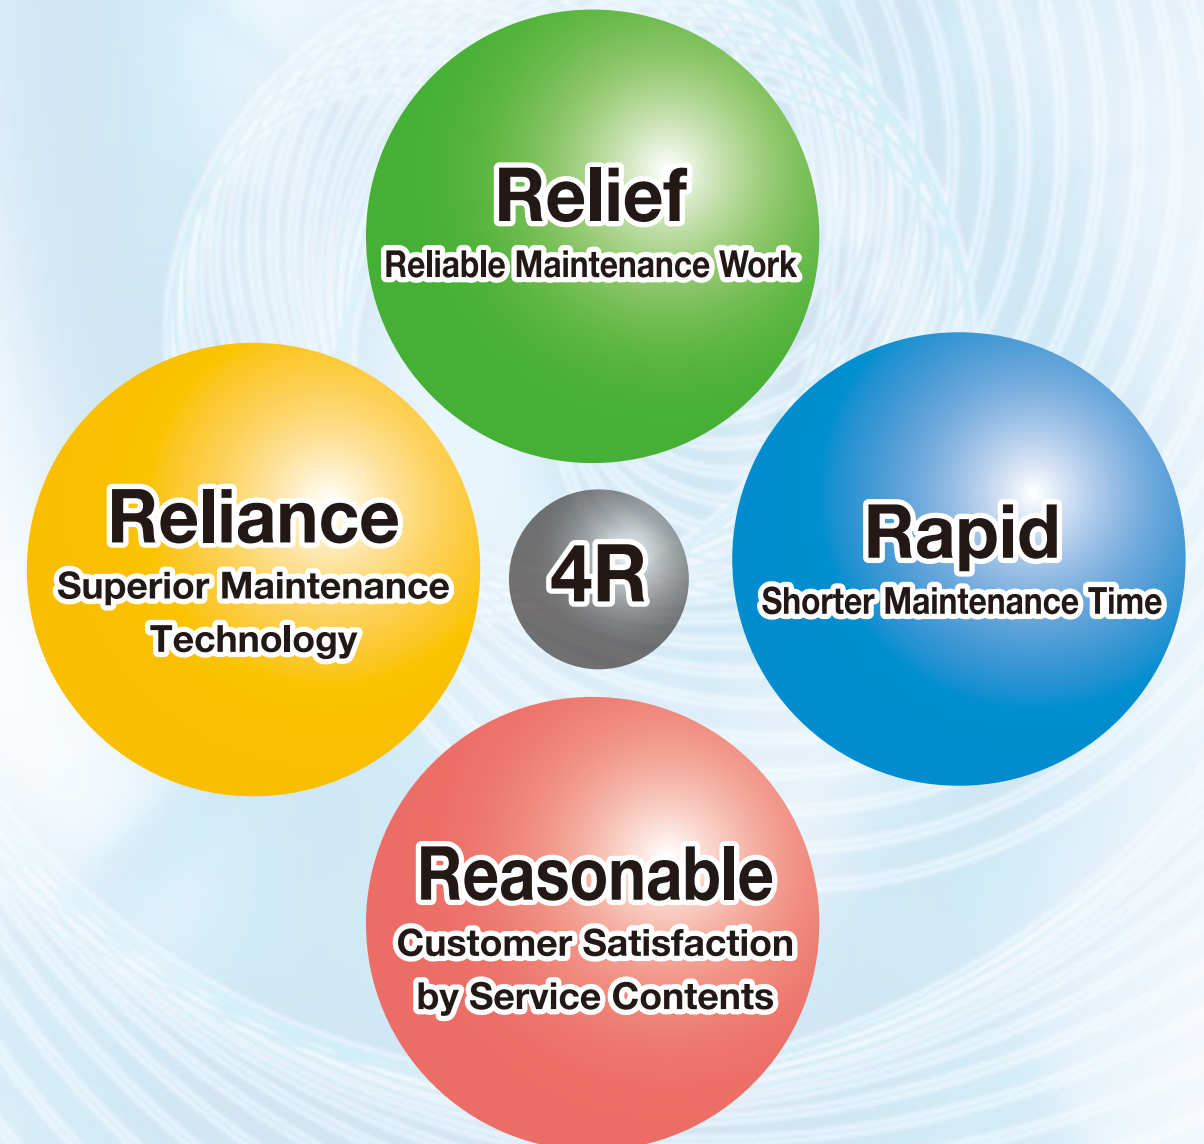 Relief
Reliable Maintenance Work
Reliance
Superior Maintenance
Technology
4R
Rapid
Shorter Maintenance Time
Reasonable
Customer Satisfaction
by Service Contents